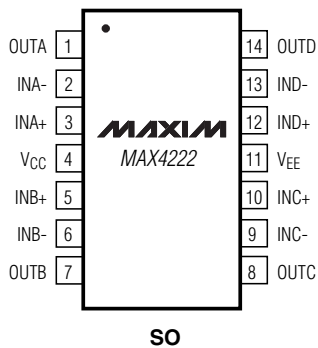 OUTA 1 14 OUTD
INA- 2 13 IND-
INA+ 3 MAXIM 12 IND+
VCC 4 MAX4222 11 VEE
INB+ 5 10 INC+
INB- 6 9 INC-
OUTB 7 8 OUTC
SO